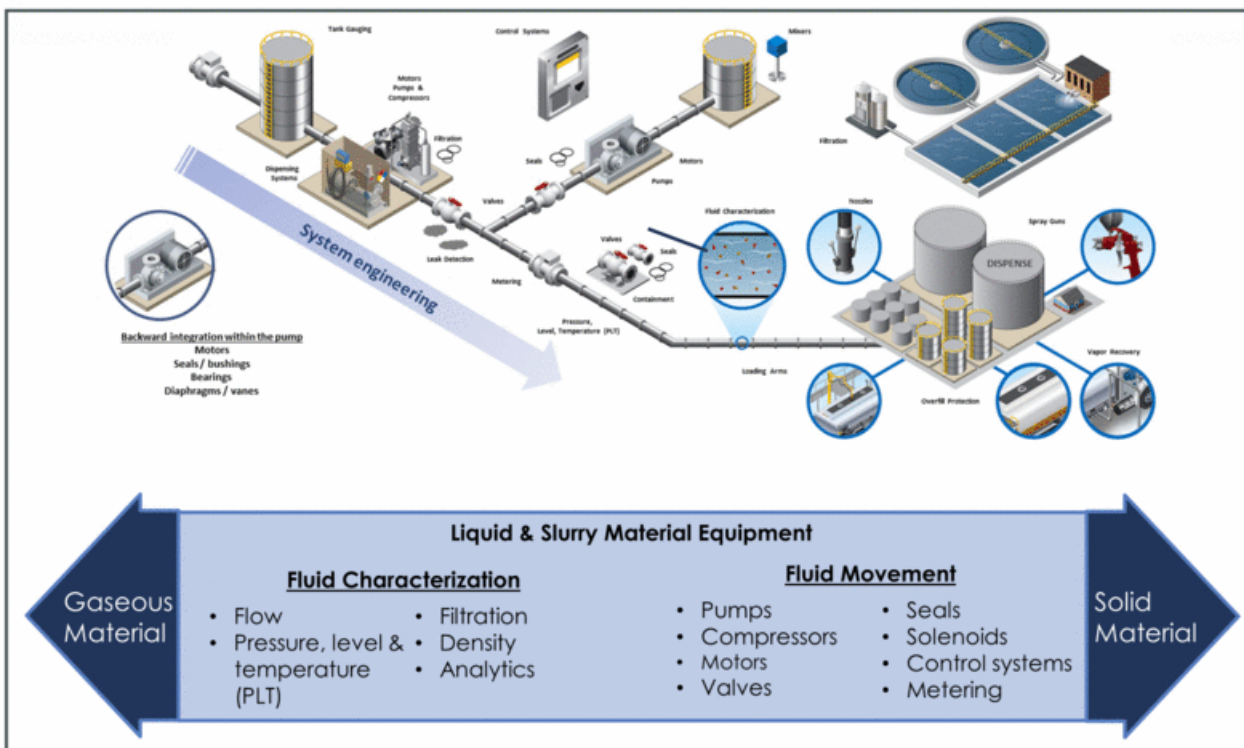 Tank Gauging
Control Systems
Mixers
Motors
Pumps &
Compressors
Filtration
Dispensing
Systems
Seals
Motors
Pumps
Filtration
Valves
Leak Detection
Fluid Characterization
Nozzles
Spray Guns
DISPENSE
System engineering
Metering
Valves
Seals
Containment
Pressure,
Level, Temperature (PLT)
Loading Arms
Vapor Recovery
Overfill Protection
Backward integration within the pump
Motors
Seals / bushings
Bearings
Diaphragms / vanes
Liquid & Slurry Material Equipment
Gaseous
Material
Fluid Characterization
• Flow
• Pressure, level &
temperature
(PLT)
• Filtration
• Density
• Analytics
Fluid Movement
• Pumps
• Compressors
• Motors
• Valves
• Seals
• Solenoids
• Control systems
• Metering
Solid
Material